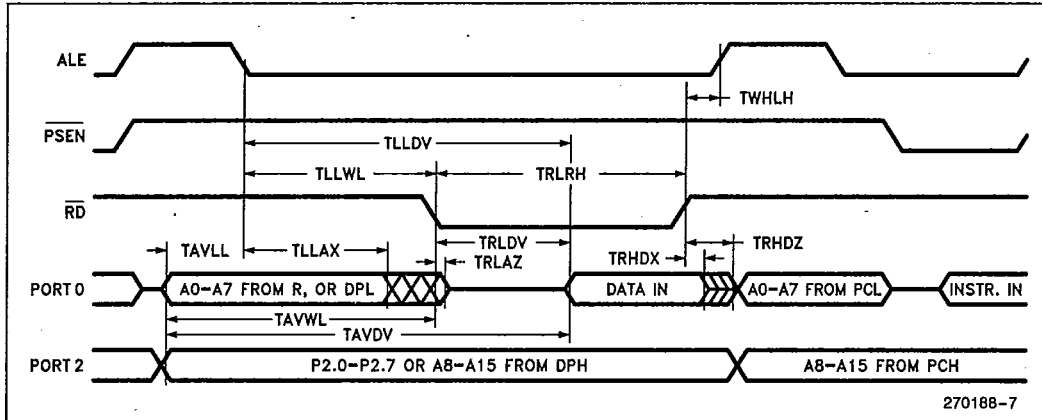 ALE
TWHLH
PSEN
TLLDV
TLLWL
TRLRH
RD
TAVLL
TLLAX
TRLDV
TRLAZ
TRHDX
TRHDZ
PORT 0
A0-A7 FROM R, OR DPL
DATA IN
A0-A7 FROM PCL
INSTR. IN
TAVWL
TAVDV
PORT 2
P2.0-P2.7 OR A8-A15 FROM DPH
A8-A15 FROM PCH
270188-7